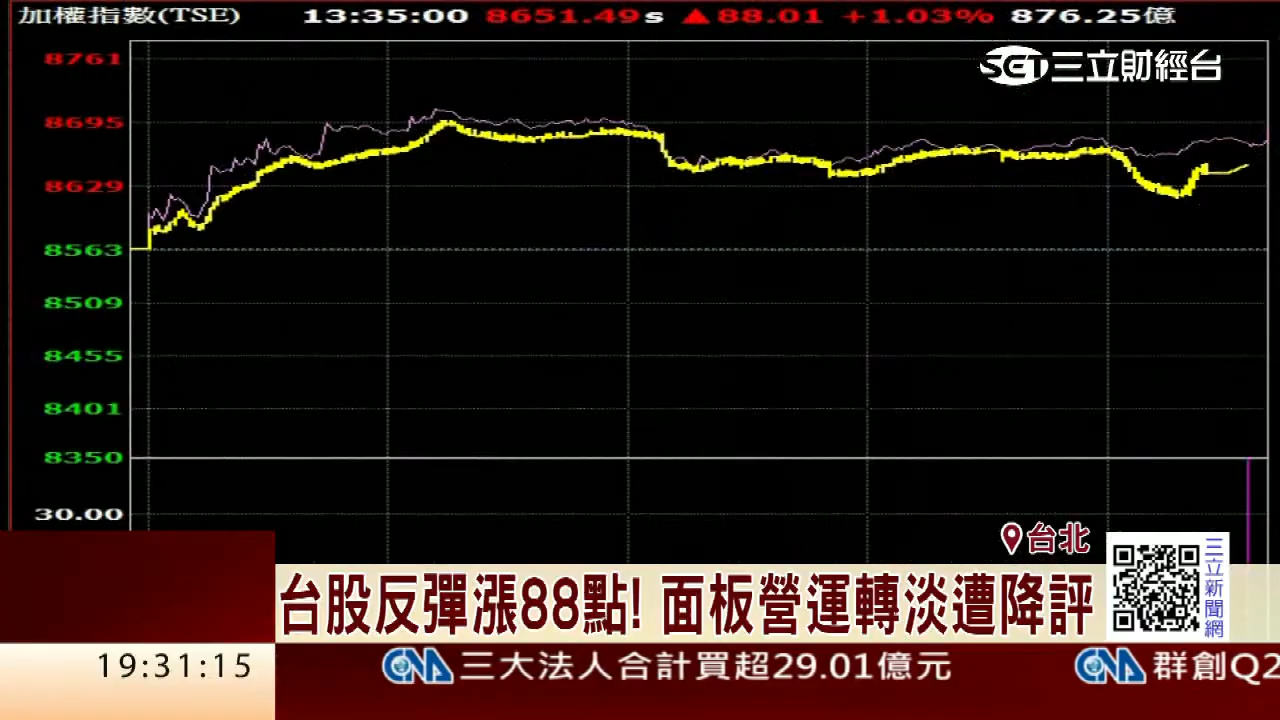 加權指數(TSE) 13:35:00 8651.49s ▲88.01 +1.03% 876.25億
SET三立財經台
8761
8695
8629
8563
8509
8455
8401
8350
30.00
台北
台股反彈漲88點! 面板營運轉淡遭降評
三立新聞網
19:31:15
CNA 三大法人合計買超29.01億元 CNA 群創Q2